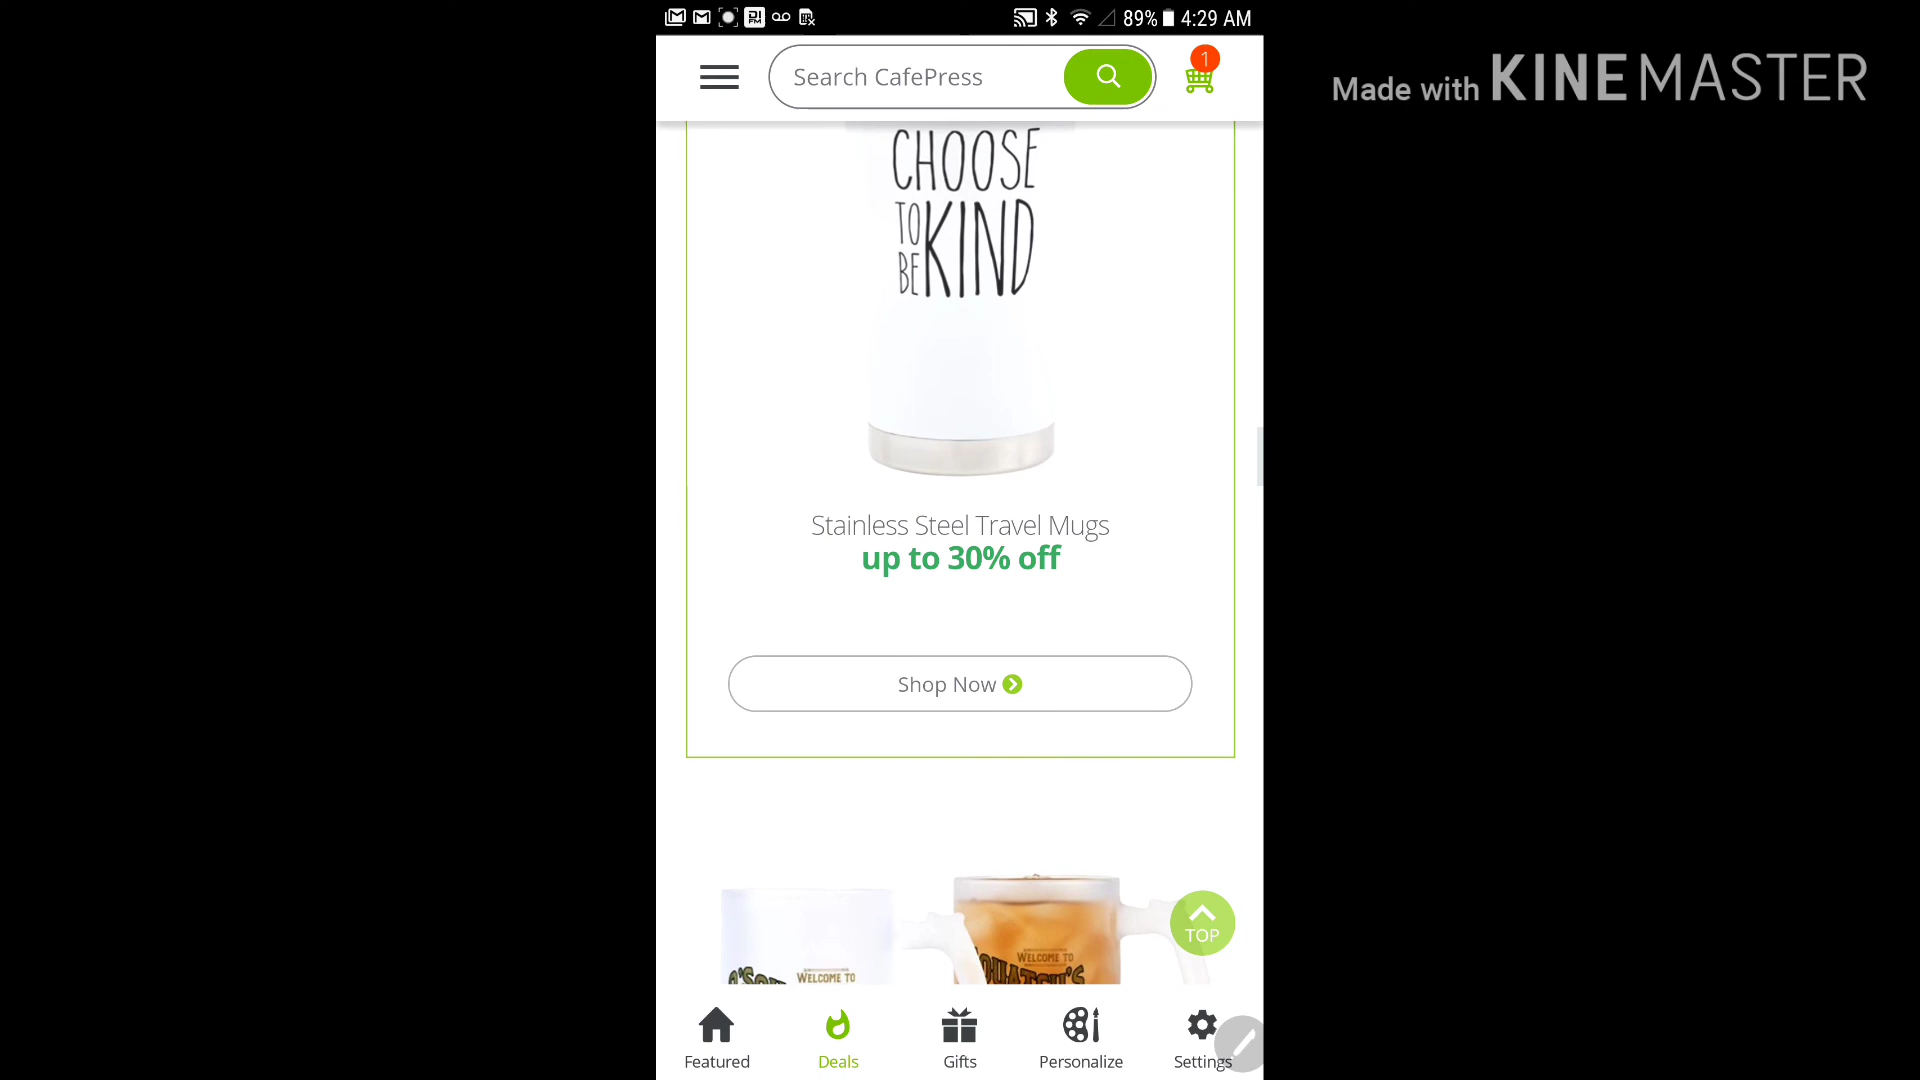 89% 4:29 AM
Made with KINEMASTER
Search CafePress
1
CHOOSE
TO
BE KIND
Stainless Steel Travel Mugs
up to 30% off
Shop Now
TOP
WELCOME TO
WELCOME TO
Featured
Deals
Gifts
Personalize
Settings